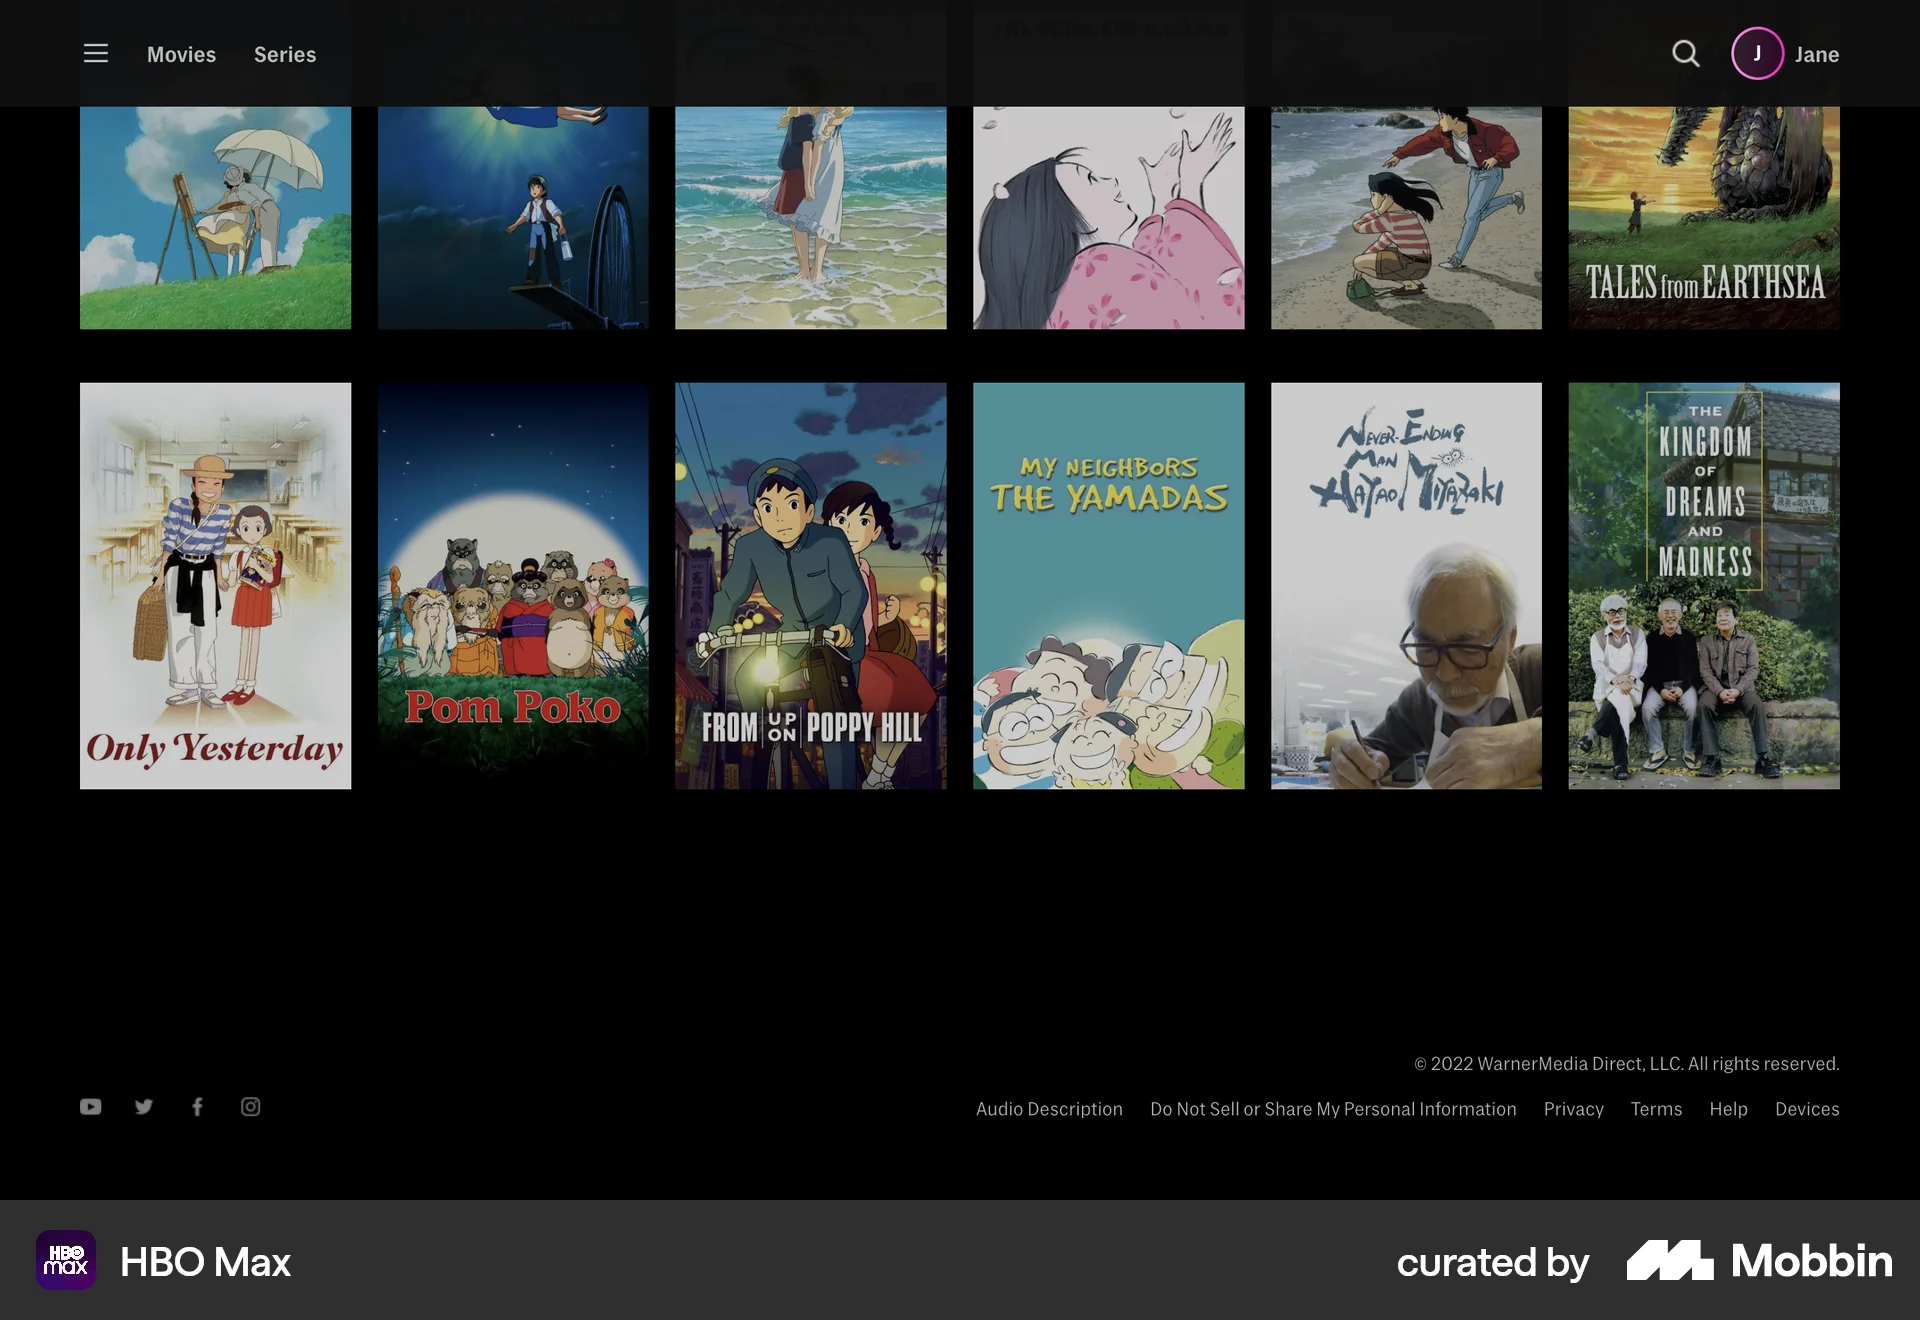 Movies
Series
J
Jane
TALES from EARTHSEA
Only Yesterday
Pom Poko
FROM UP ON POPPY HILL
MY NEIGHBORS
THE YAMADAS
NEVER-ENDING
MAN
HAYAO MIYAZAKI
THE
KINGDOM
OF
DREAMS
AND
MADNESS
© 2022 WarnerMedia Direct, LLC. All rights reserved.
Audio Description
Do Not Sell or Share My Personal Information
Privacy
Terms
Help
Devices
HBO
max
HBO Max
curated by
Mobbin